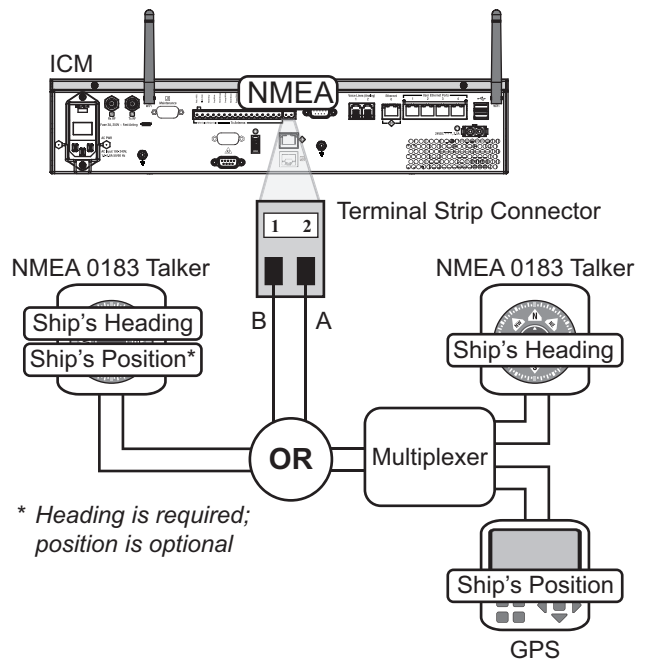 ICM
NMEA
Maintenance
Terminal Strip Connector
1 2
B A
NMEA 0183 Talker
Ship's Heading
Ship's Position*
NMEA 0183 Talker
Ship's Heading
OR
Multiplexer
* Heading is required;
position is optional
Ship's Position
GPS